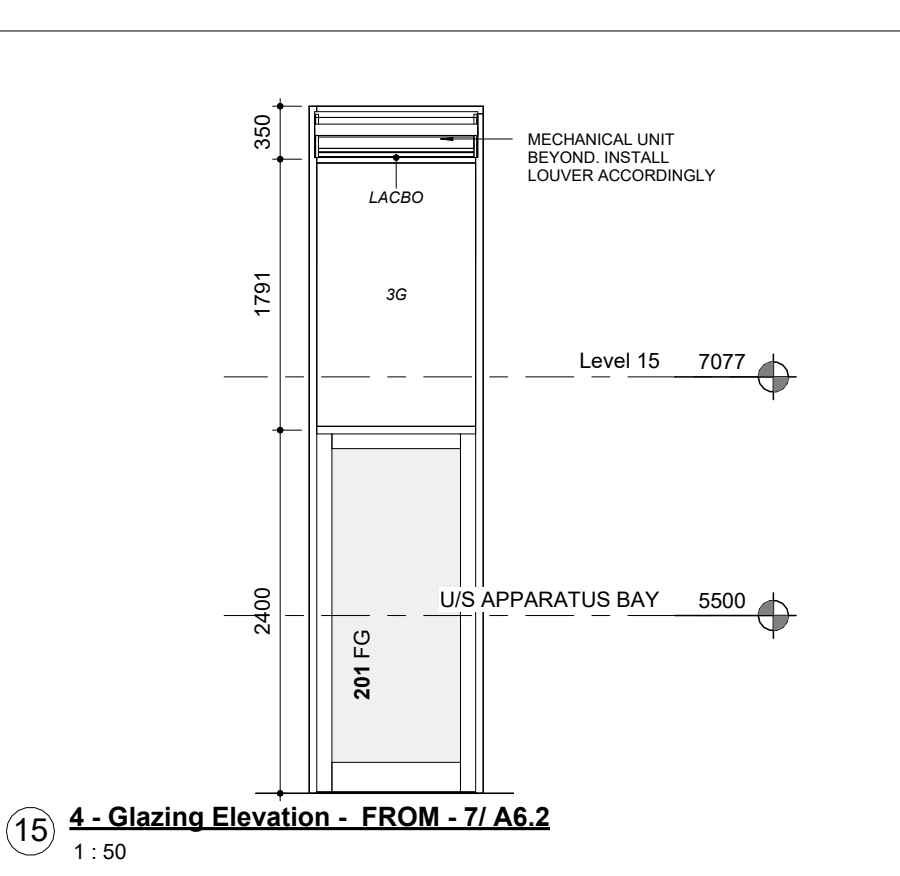 350
MECHANICAL UNIT
BEYOND. INSTALL
LOUVER ACCORDINGLY
LACBO
1791
3G
Level 15 7077
2400
U/S APPARATUS BAY 5500
201 FG
15 4 - Glazing Elevation - FROM - 7/ A6.2
1 : 50